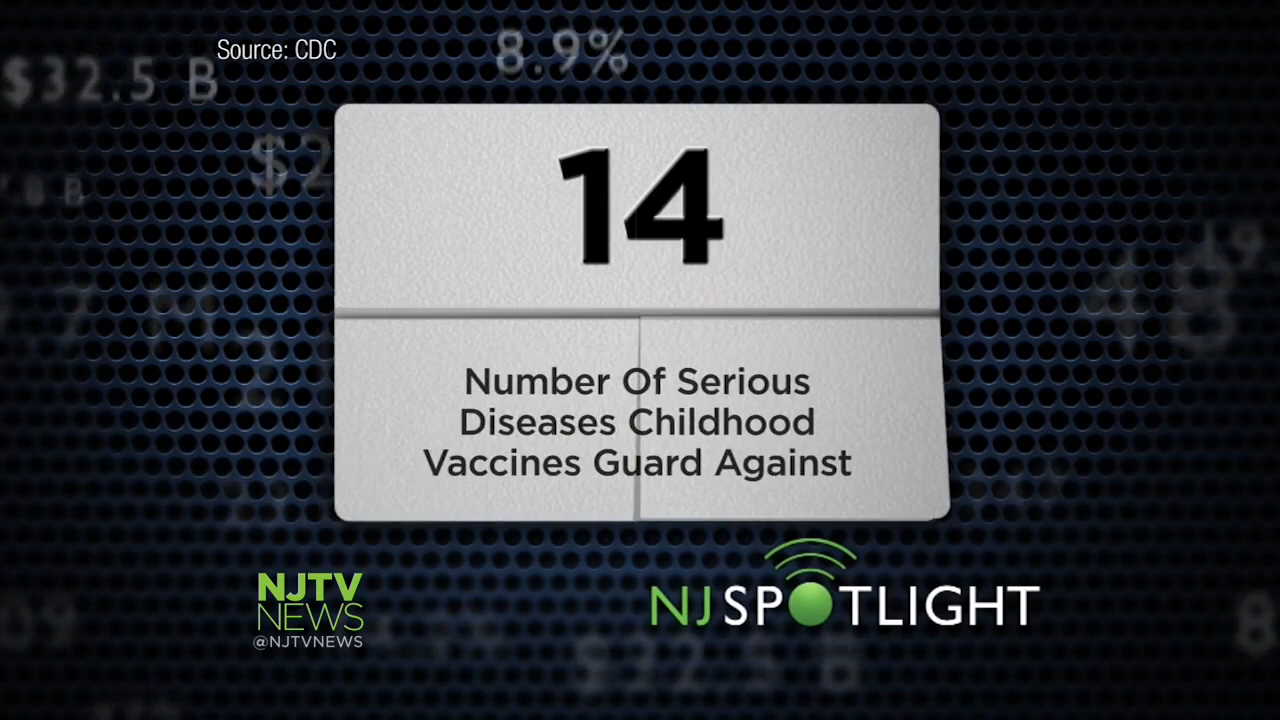 Source: CDC
8.9%
$32.5 B
14
Number Of Serious
Diseases Childhood
Vaccines Guard Against
NJTV
NEWS
@NJTVNEWS
NJ SPOTLIGHT